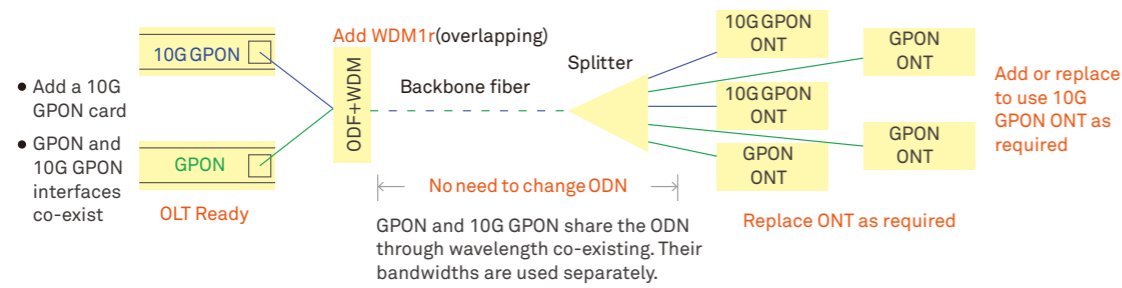 ● Add a 10G
GPON card
● GPON and
10G GPON
interfaces
co-exist
10G GPON
GPON
OLT Ready
Add WDM1r(overlapping)
ODF+WDM
Backbone fiber
Splitter
No need to change ODN
GPON and 10G GPON share the ODN
through wavelength co-existing. Their
bandwidths are used separately.
10G GPON
ONT
GPON
ONT
10G GPON
ONT
GPON
ONT
GPON
ONT
Replace ONT as required
Add or replace
to use 10G
GPON ONT as
required